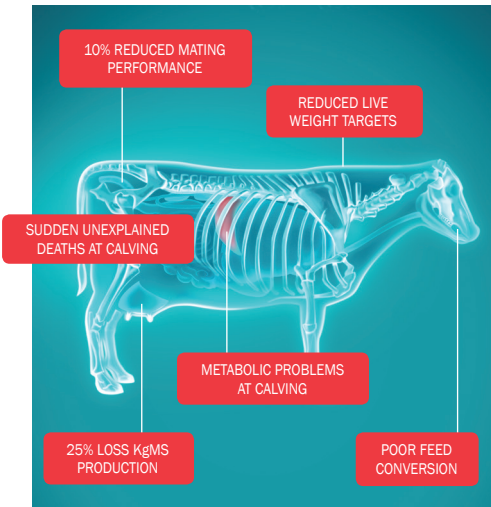 10% REDUCED MATING
PERFORMANCE
REDUCED LIVE
WEIGHT TARGETS
SUDDEN UNEXPLAINED
DEATHS AT CALVING
METABOLIC PROBLEMS
AT CALVING
25% LOSS KgMS
PRODUCTION
POOR FEED
CONVERSION